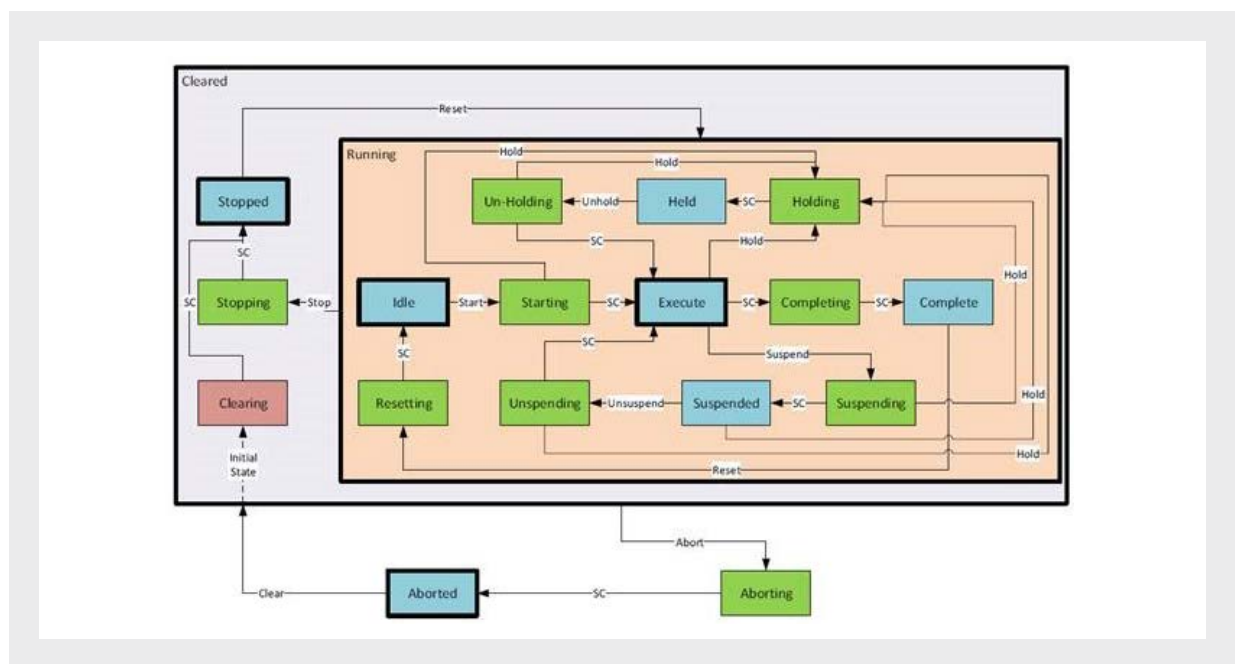 Cleared
Reset
Running
Hold
Hold
Stopped
Un-Holding
Unhold
Held
SC
Holding
SC
SC
Hold
Hold
SC
Stopping
Stop
Idle
Start
Starting
SC
Execute
SC
Completing
SC
Complete
SC
SC
Suspend
Clearing
Resetting
Unspending
Unsuspend
Suspended
SC
Suspending
Hold
Initial
State
Hold
Reset
Abort
Clear
Aborted
SC
Aborting